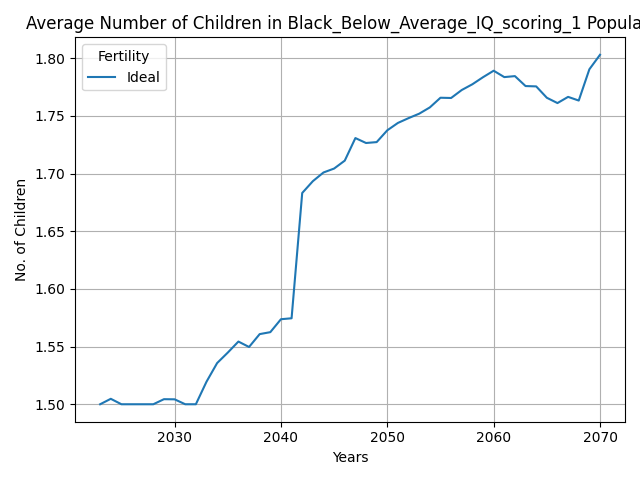 Average Number of Children in Black_Below_Average_IQ_scoring_1 Popula
Fertility
Ideal
1.80
1.75
1.70
1.65
1.60
1.55
1.50
No. of Children
2030 2040 2050 2060 2070
Years